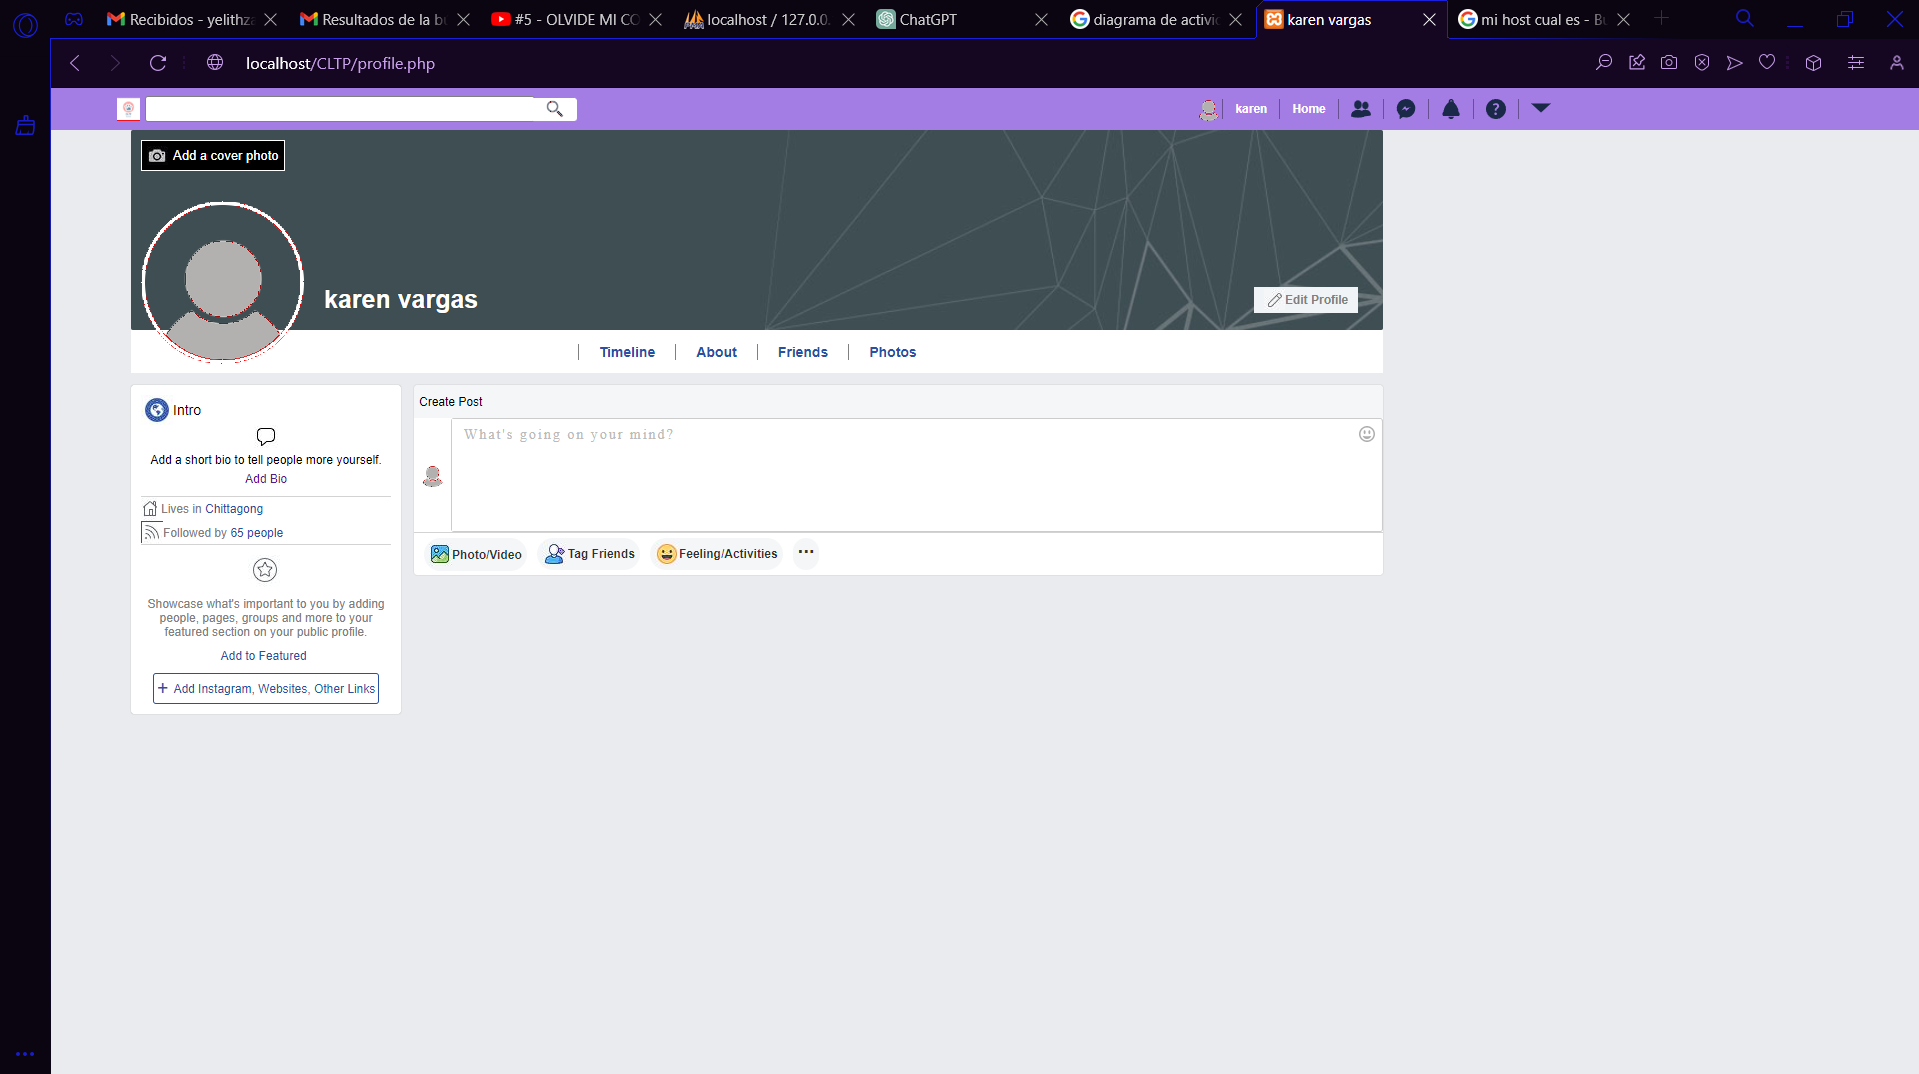 Recibidos - yelithza
Resultados de la bu
#5 - OLVIDE MI CO
localhost / 127.0.0.
ChatGPT
diagrama de activid
karen vargas
mi host cual es - Bu
localhost/CLTP/profile.php
karen
Home
Add a cover photo
karen vargas
Edit Profile
Timeline
About
Friends
Photos
Intro
Add a short bio to tell people more yourself.
Add Bio
Lives in Chittagong
Followed by 65 people
Showcase what's important to you by adding
people, pages, groups and more to your
featured section on your public profile.
Add to Featured
+ Add Instagram, Websites, Other Links
Create Post
What's going on your mind?
Photo/Video
Tag Friends
Feeling/Activities